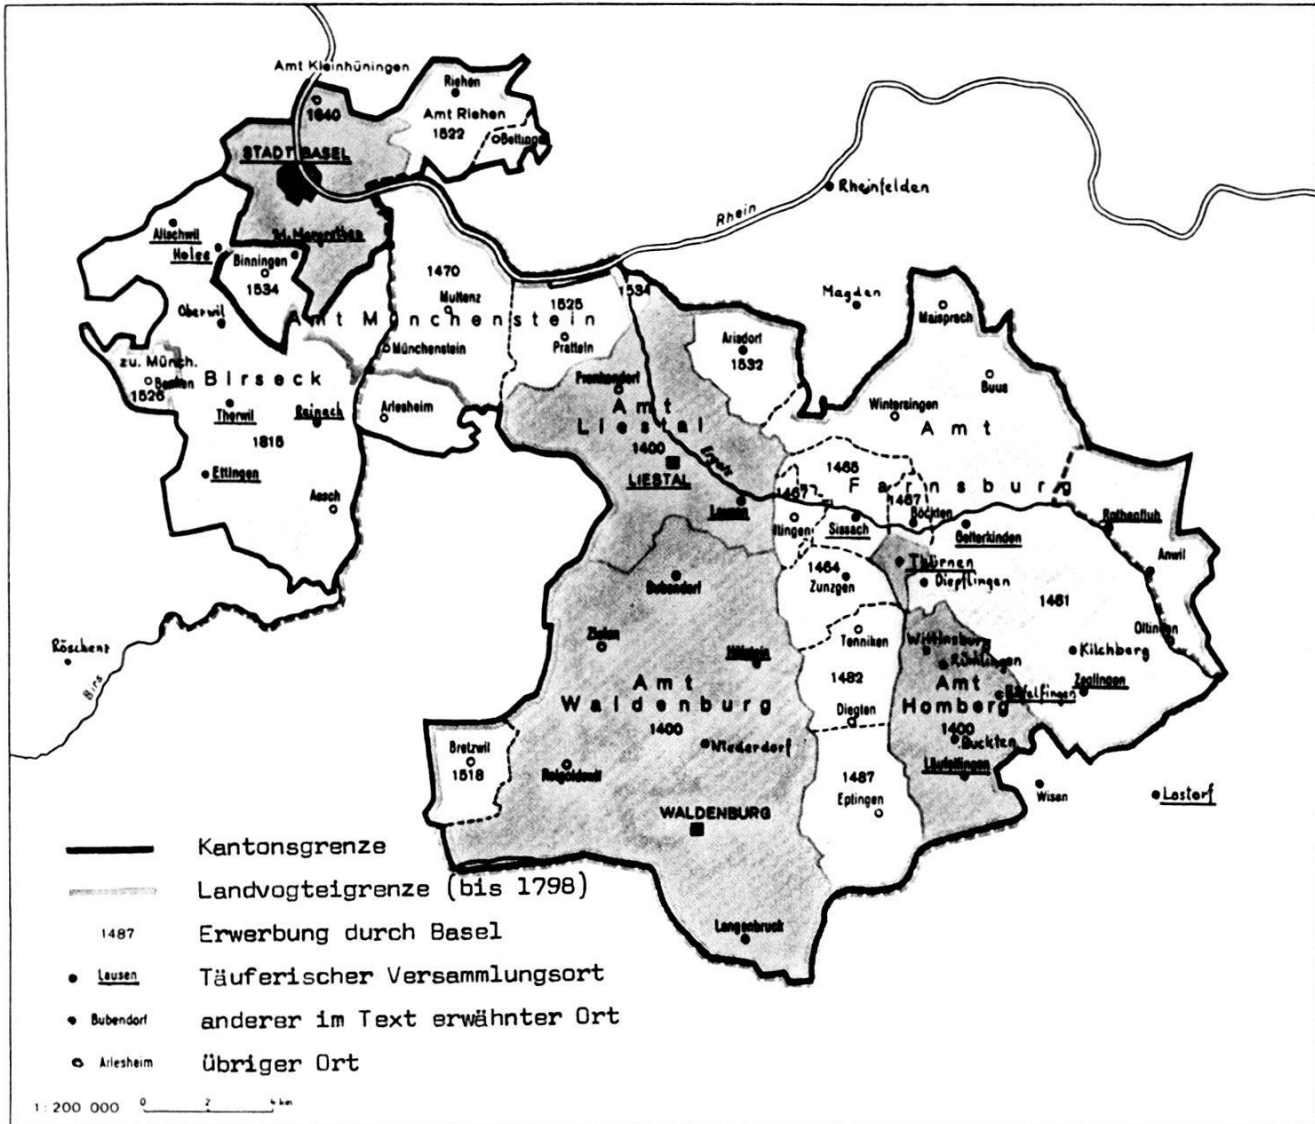 Amt Kleinhüningen
1640
Riehen
Amt Riehen
1522
Bettingen
STADT BASEL
Rheinfelden
Rhein
Allschwil
Holee
St. Margrethen
Binningen
1534
1470
Muttenz
1525
Pratteln
1534
Magden
Maisprach
Oberwil
Amt Münchenstein
Münchenstein
Arisdorf
1532
zu. Münch.
Benken
1526
Birseck
Buus
Frenkendorf
Therwil
Reinach
Arlesheim
Amt
Liestal
1400
Wintersingen
Amt
Farnsburg
1815
Ettingen
Aesch
LIESTAL
Ergolz
Lausen
1465
1467
1467
Itingen
Sissach
Böckten
Gelterkinden
Rothenfluh
Anwil
Thürnen
Diepflingen
1464
Zunzgen
1461
Bubendorf
Oltingen
Röschenz
Birs
Ziefen
Hölstein
Tenniken
Wittinsburg
Rümlingen
Kilchberg
Zeglingen
Amt
Waldenburg
1400
1482
Diegten
Amt
Homberg
1400
Häfelfingen
Buckten
Läufelfingen
Bretzwil
1518
Reigoldswil
Niederdorf
1487
Eptingen
WALDENBURG
Wisen
Lostorf
Langenbruck
Kantonsgrenze
Landvogteigrenze (bis 1798)
1487 Erwerbung durch Basel
Lausen Täuferischer Versammlungsort
Bubendorf anderer im Text erwähnter Ort
Arlesheim übriger Ort
1:200 000 0 2 4 km